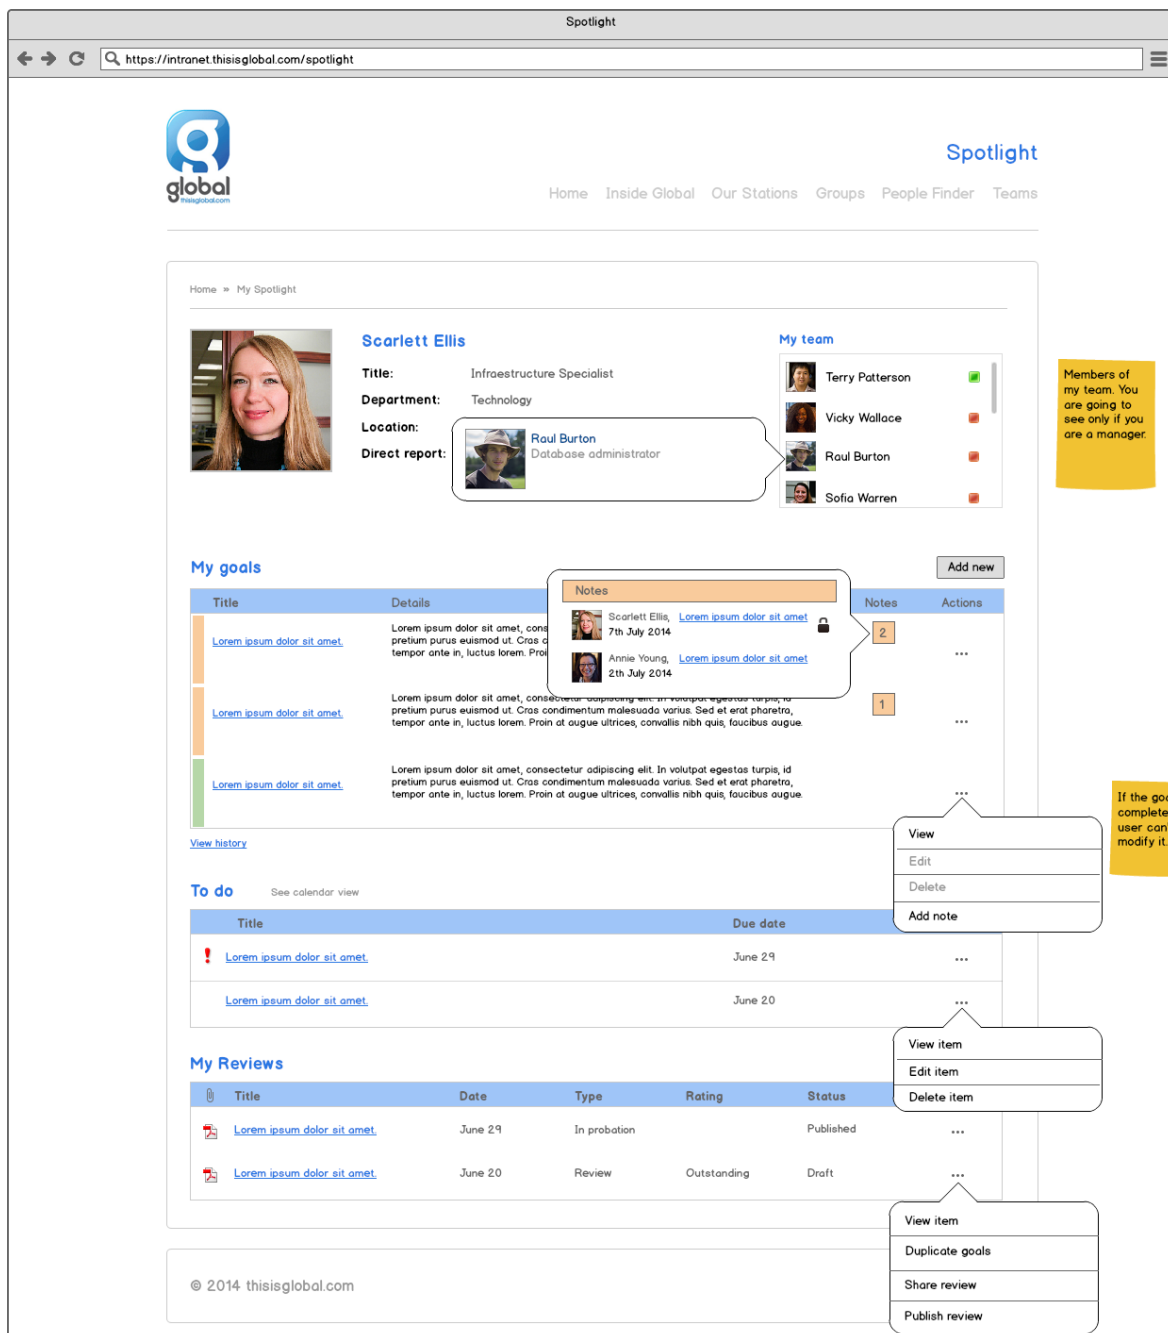 Spotlight
https://intranet.thisisglobal.com/spotlight
global
thisisglobal.com
Spotlight
Home Inside Global Our Stations Groups People Finder Teams
Home » My Spotlight
Scarlett Ellis
Title: Infraestructure Specialist
Department: Technology
Location:
Direct report:
Raul Burton
Database administrator
My team
Terry Patterson
Vicky Wallace
Raul Burton
Sofia Warren
Members of
my team. You
are going to
see only if you
are a manager.
My goals
Add new
Title Details Notes Actions
Lorem ipsum dolor sit amet.
Lorem ipsum dolor sit amet, cons
pretium purus euismod ut. Cras c
tempor ante in, luctus lorem. Proi
2
...
Notes
Scarlett Ellis, Lorem ipsum dolor sit amet
7th July 2014
Annie Young, Lorem ipsum dolor sit amet
2th July 2014
Lorem ipsum dolor sit amet.
Lorem ipsum dolor sit amet, consectetur adipiscing elit. In volutpat egestas turpis, id
pretium purus euismod ut. Cras condimentum malesuada varius. Sed et erat pharetra,
tempor ante in, luctus lorem. Proin at augue ultrices, convallis nibh quis, faucibus augue.
1
...
Lorem ipsum dolor sit amet.
Lorem ipsum dolor sit amet, consectetur adipiscing elit. In volutpat egestas turpis, id
pretium purus euismod ut. Cras condimentum malesuada varius. Sed et erat pharetra,
tempor ante in, luctus lorem. Proin at augue ultrices, convallis nibh quis, faucibus augue.
...
If the
complete
user can
modify it.
View
Edit
Delete
Add note
View history
To do See calendar view
Title Due date
! Lorem ipsum dolor sit amet. June 29 ...
Lorem ipsum dolor sit amet. June 20 ...
View item
Edit item
Delete item
My Reviews
Title Date Type Rating Status
Lorem ipsum dolor sit amet. June 29 In probation Published ...
Lorem ipsum dolor sit amet. June 20 Review Outstanding Draft ...
View item
Duplicate goals
Share review
Publish review
© 2014 thisisglobal.com